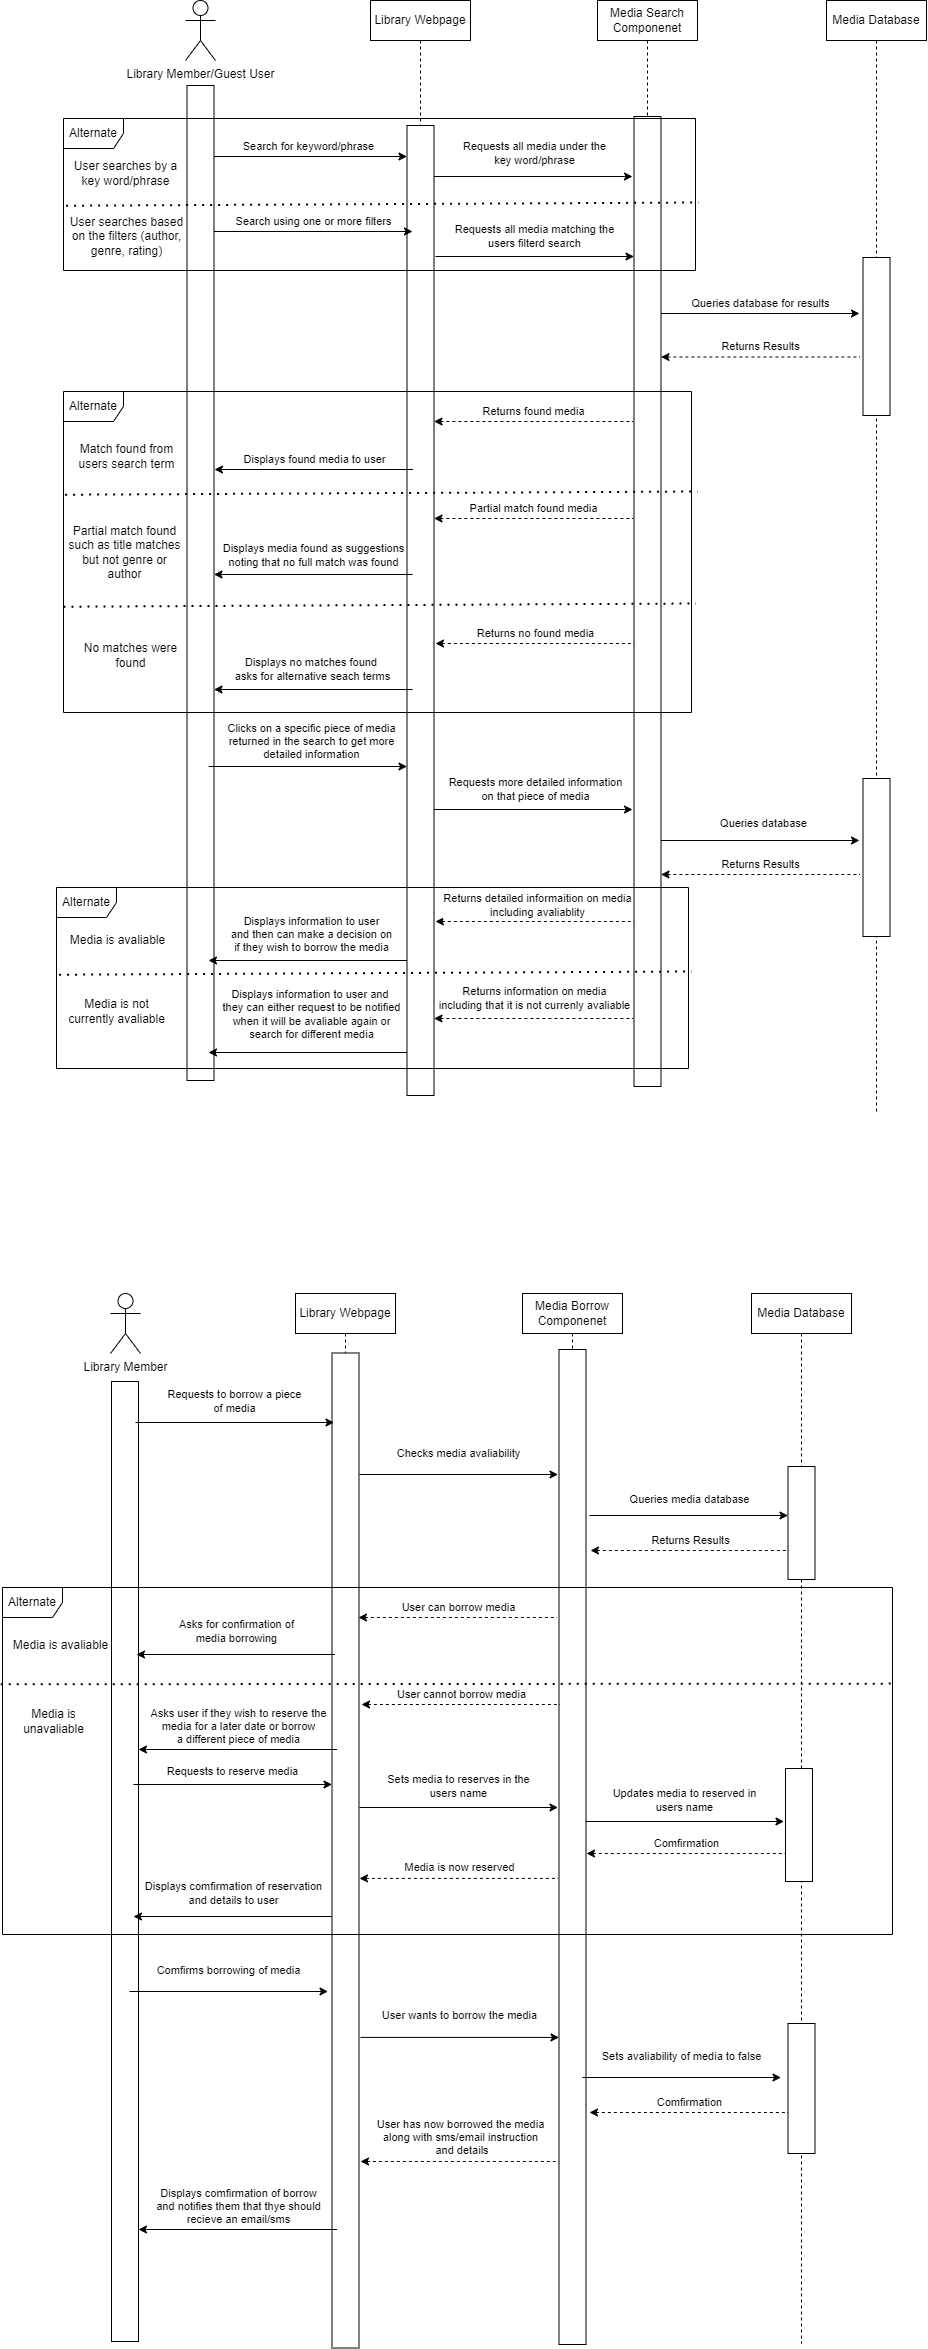 Library Member/Guest User
Library Webpage
Media Search
Componenet
Media Database
Alternate
User searches by a
key word/phrase
Search for keyword/phrase
Requests all media under the
key word/phrase
User searches based
on the filters (author,
genre, rating)
Search using one or more filters
Requests all media matching the
users filterd search
Queries database for results
Returns Results
Alternate
Match found from
users search term
Returns found media
Displays found media to user
Partial match found
such as title matches
but not genre or
author
Partial match found media
Displays media found as suggestions
noting that no full match was found
No matches were
found
Returns no found media
Displays no matches found
asks for alternative seach terms
Clicks on a specific piece of media
returned in the search to get more
detailed information
Requests more detailed information
on that piece of media
Queries database
Returns Results
Alternate
Media is avaliable
Returns detailed informaition on media
including avaliablity
Displays information to user
and then can make a decision on
if they wish to borrow the media
Media is not
currently avaliable
Returns information on media
including that it is not currenly avaliable
Displays information to user and
they can either request to be notified
when it will be avaliable again or
search for different media
Library Member
Library Webpage
Media Borrow
Componenet
Media Database
Requests to borrow a piece
of media
Checks media avaliability
Queries media database
Returns Results
Alternate
Media is avaliable
User can borrow media
Asks for confirmation of
media borrowing
Media is
unavaliable
User cannot borrow media
Asks user if they wish to reserve the
media for a later date or borrow
a different piece of media
Requests to reserve media
Sets media to reserves in the
users name
Updates media to reserved in
users name
Comfirmation
Media is now reserved
Displays comfirmation of reservation
and details to user
Comfirms borrowing of media
User wants to borrow the media
Sets avaliability of media to false
Comfirmation
User has now borrowed the media
along with sms/email instruction
and details
Displays comfirmation of borrow
and notifies them that thye should
recieve an email/sms